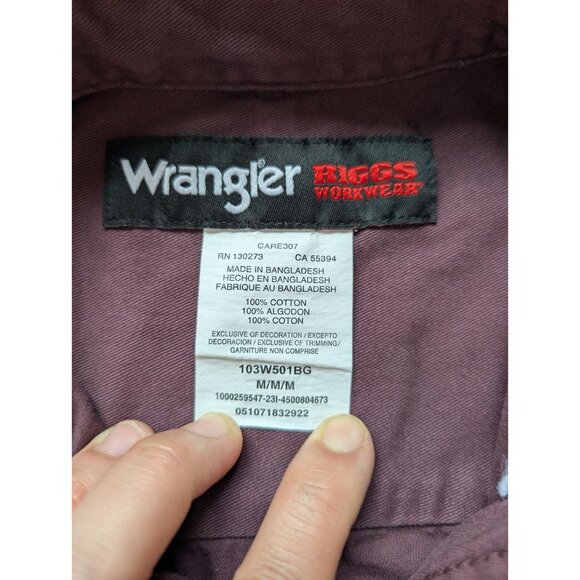 Wrangler® RIGGS WORKWEAR®
CARE307
RN 130273 CA 55394
MADE IN BANGLADESH
HECHO EN BANGLADESH
FABRIQUE AU BANGLADESH
100% COTTON
100% ALGODON
100% COTON
EXCLUSIVE OF DECORATION / EXCEPTO
DECORACION / EXCLUSIVE OF TRIMMING/
GARNITURE NON COMPRISE
103W501BG
M/M/M
1000259547-23I-4500804673
051071832922